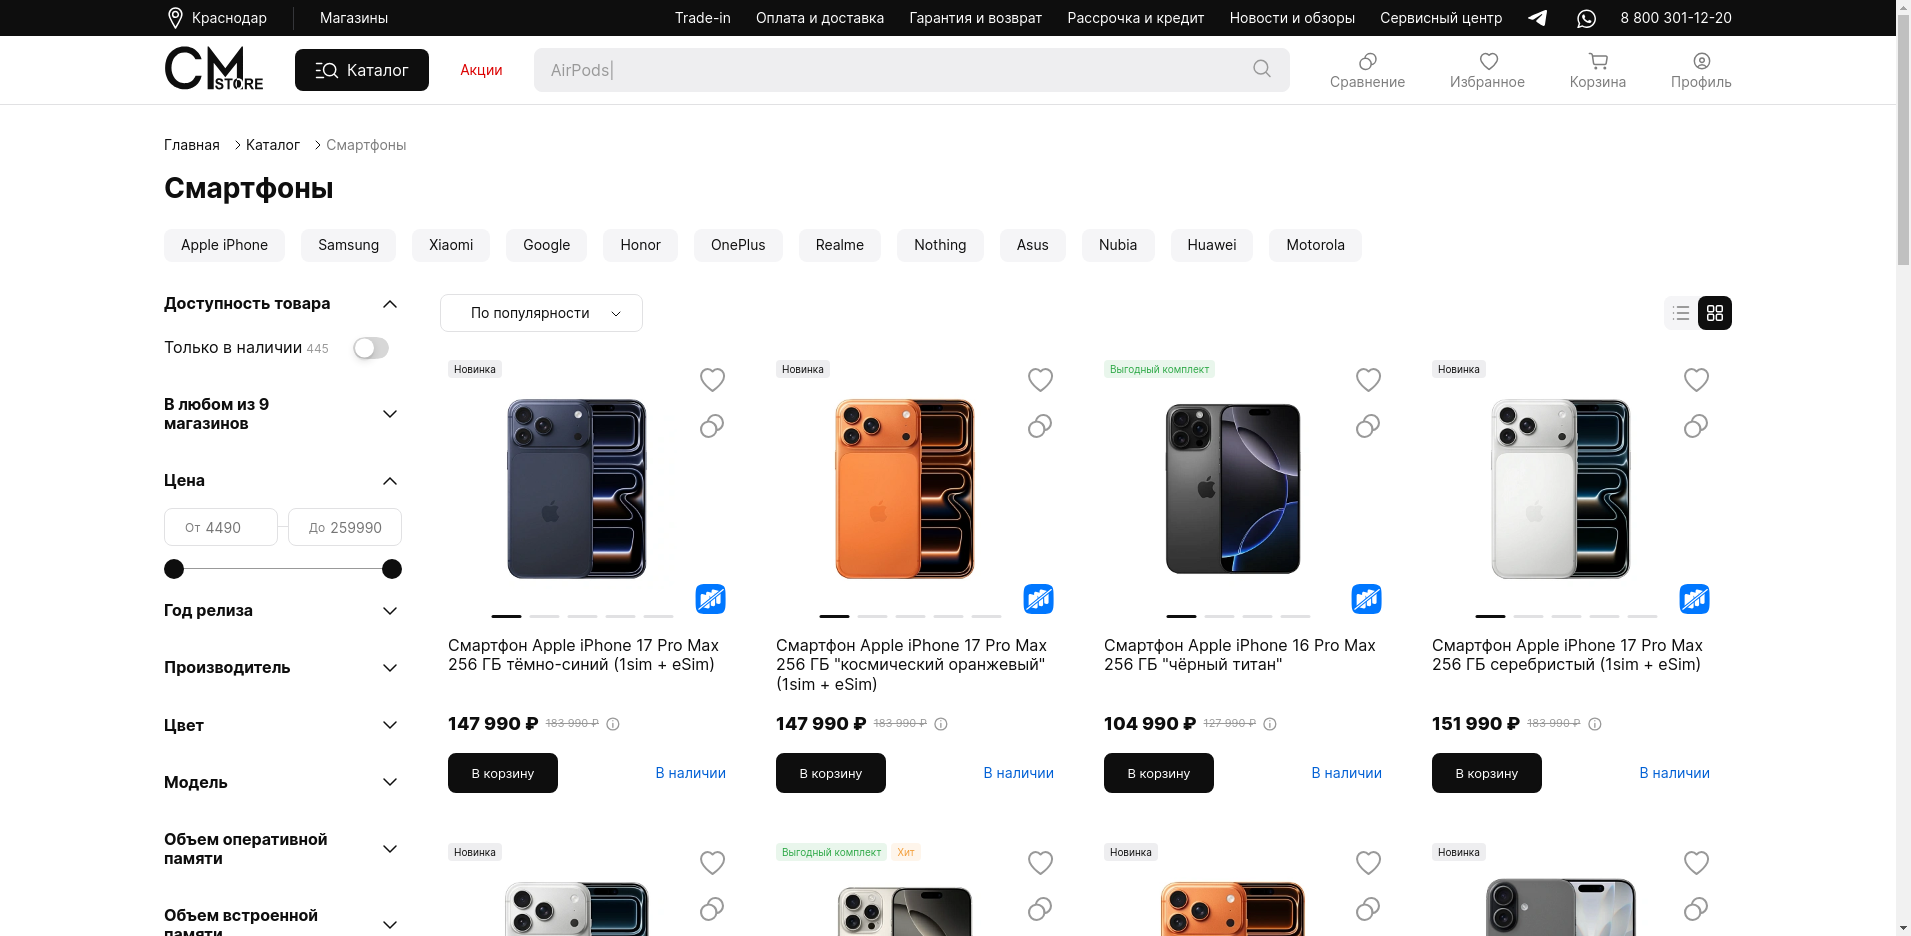 Краснодар
Магазины
Trade-in
Оплата и доставка
Гарантия и возврат
Рассрочка и кредит
Новости и обзоры
Сервисный центр
8 800 301-12-20
CM STORE
Каталог
Акции
AirPods|
Сравнение
Избранное
Корзина
Профиль
Главная
Каталог
Смартфоны
Смартфоны
Apple iPhone
Samsung
Xiaomi
Google
Honor
OnePlus
Realme
Nothing
Asus
Nubia
Huawei
Motorola
Доступность товара
Только в наличии 445
В любом из 9
магазинов
Цена
От 4490
До 259990
Год релиза
Производитель
Цвет
Модель
Объем оперативной
памяти
Объем встроенной
памяти
По популярности
Новинка
Смартфон Apple iPhone 17 Pro Max
256 ГБ тёмно-синий (1sim + eSim)
147 990 ₽ 183 990 ₽
В корзину
В наличии
Новинка
Смартфон Apple iPhone 17 Pro Max
256 ГБ "космический оранжевый"
(1sim + eSim)
147 990 ₽ 183 990 ₽
В корзину
В наличии
Выгодный комплект
Смартфон Apple iPhone 16 Pro Max
256 ГБ "чёрный титан"
104 990 ₽ 127 990 ₽
В корзину
В наличии
Новинка
Смартфон Apple iPhone 17 Pro Max
256 ГБ серебристый (1sim + eSim)
151 990 ₽ 183 990 ₽
В корзину
В наличии
Новинка
Выгодный комплект
Хит
Новинка
Новинка